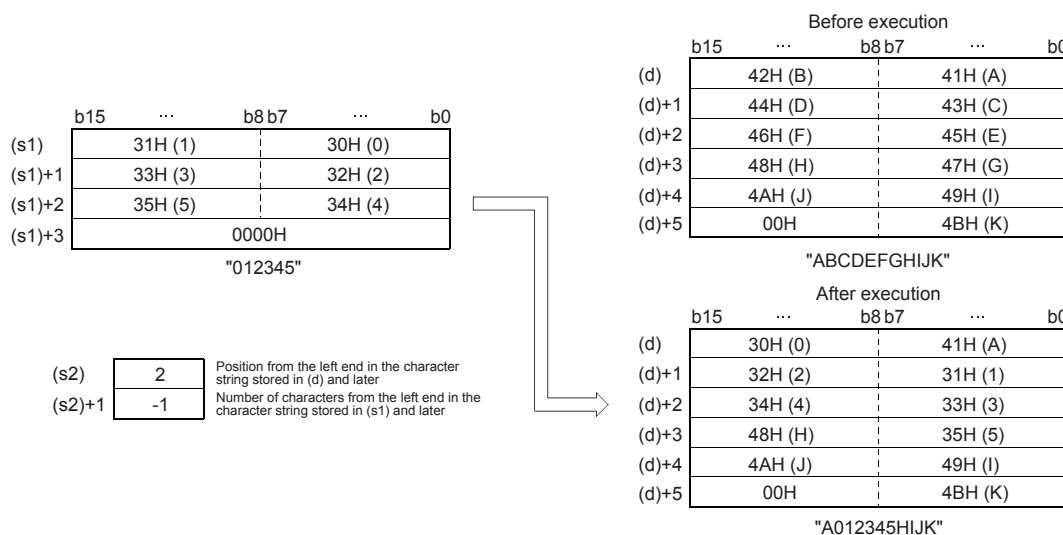 Before execution
b15 ... b8 b7 ... b0
(d) 42H (B) 41H (A)
(d)+1 44H (D) 43H (C)
(d)+2 46H (F) 45H (E)
(d)+3 48H (H) 47H (G)
(d)+4 4AH (J) 49H (I)
(d)+5 00H 4BH (K)
"ABCDEFGHIJK"
b15 ... b8 b7 ... b0
(s1) 31H (1) 30H (0)
(s1)+1 33H (3) 32H (2)
(s1)+2 35H (5) 34H (4)
(s1)+3 0000H
"012345"
(s2) 2 Position from the left end in the character
string stored in (d) and later
(s2)+1 -1 Number of characters from the left end in the
character string stored in (s1) and later
After execution
b15 ... b8 b7 ... b0
(d) 30H (0) 41H (A)
(d)+1 32H (2) 31H (1)
(d)+2 34H (4) 33H (3)
(d)+3 48H (H) 35H (5)
(d)+4 4AH (J) 49H (I)
(d)+5 00H 4BH (K)
"A012345HIJK"